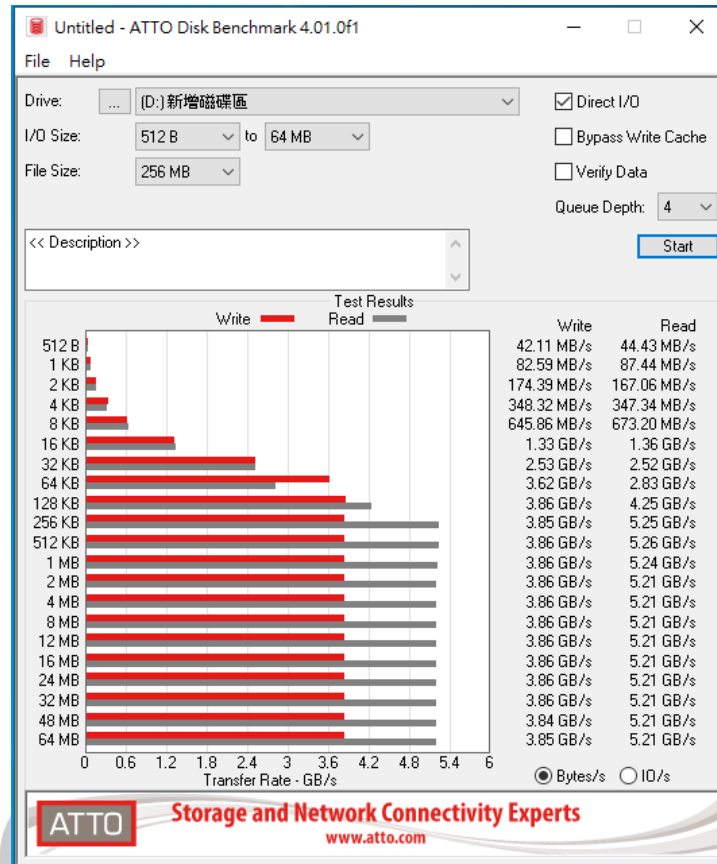 Untitled - ATTO Disk Benchmark 4.01.0f1
File Help
Drive: ... (D:)新增磁碟區 Direct I/O
I/O Size: 512 B to 64 MB Bypass Write Cache
File Size: 256 MB Verify Data
Queue Depth: 4
<< Description >> Start
Test Results
Write Read Write Read
512 B 42.11 MB/s 44.43 MB/s
1 KB 82.59 MB/s 87.44 MB/s
2 KB 174.39 MB/s 167.06 MB/s
4 KB 348.32 MB/s 347.34 MB/s
8 KB 645.86 MB/s 673.20 MB/s
16 KB 1.33 GB/s 1.36 GB/s
32 KB 2.53 GB/s 2.52 GB/s
64 KB 3.62 GB/s 2.83 GB/s
128 KB 3.86 GB/s 4.25 GB/s
256 KB 3.85 GB/s 5.25 GB/s
512 KB 3.86 GB/s 5.26 GB/s
1 MB 3.86 GB/s 5.24 GB/s
2 MB 3.86 GB/s 5.21 GB/s
4 MB 3.86 GB/s 5.21 GB/s
8 MB 3.86 GB/s 5.21 GB/s
12 MB 3.86 GB/s 5.21 GB/s
16 MB 3.86 GB/s 5.21 GB/s
24 MB 3.86 GB/s 5.21 GB/s
32 MB 3.86 GB/s 5.21 GB/s
48 MB 3.84 GB/s 5.21 GB/s
64 MB 3.85 GB/s 5.21 GB/s
0 0.6 1.2 1.8 2.4 3 3.6 4.2 4.8 5.4 6
Transfer Rate - GB/s Bytes/s IO/s
ATTO Storage and Network Connectivity Experts
www.atto.com